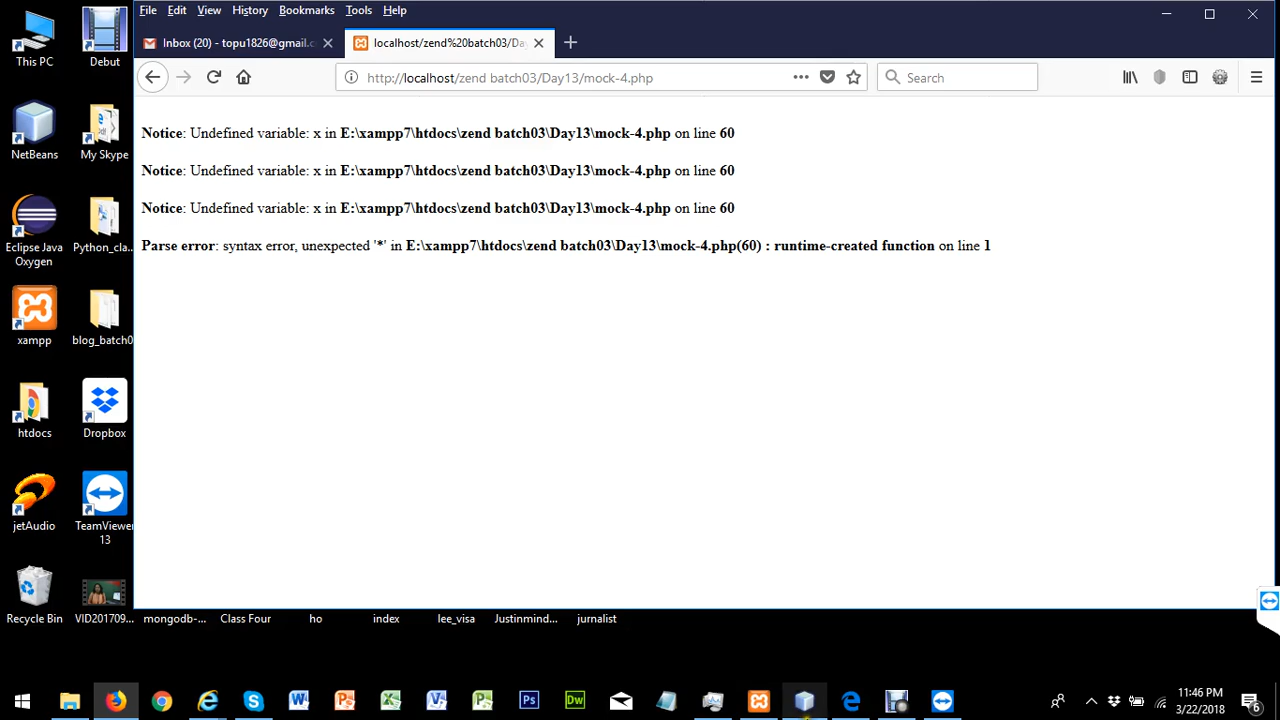 File Edit View History Bookmarks Tools Help
Inbox (20) - topu1826@gmail.c
localhost/zend%20batch03/Day
http://localhost/zend batch03/Day13/mock-4.php
Search
Notice: Undefined variable: x in E:\xampp7\htdocs\zend batch03\Day13\mock-4.php on line 60
Notice: Undefined variable: x in E:\xampp7\htdocs\zend batch03\Day13\mock-4.php on line 60
Notice: Undefined variable: x in E:\xampp7\htdocs\zend batch03\Day13\mock-4.php on line 60
Parse error: syntax error, unexpected '*' in E:\xampp7\htdocs\zend batch03\Day13\mock-4.php(60) : runtime-created function on line 1
This PC
Debut
NetBeans
My Skype
Eclipse Java
Oxygen
Python_cla...
xampp
blog_batch0
htdocs
Dropbox
jetAudio
TeamViewer
13
Recycle Bin
VID201709...
mongodb-...
Class Four
ho
index
lee_visa
Justinmind...
jurnalist
11:46 PM
3/22/2018
6